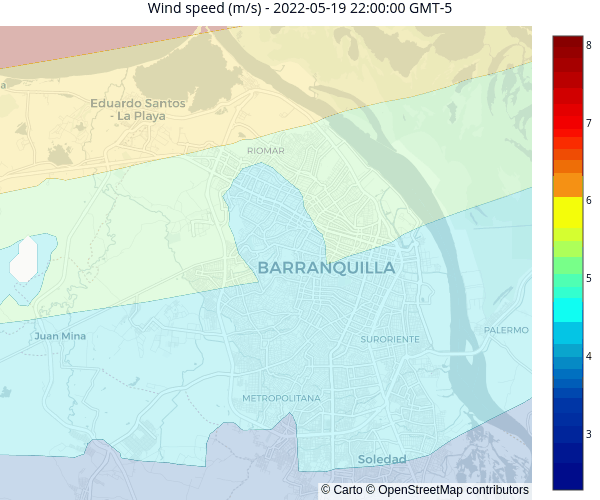 Wind speed (m/s) - 2022-05-19 22:00:00 GMT-5
8
7
6
5
4
3
a
Eduardo Santos
- La Playa
RIOMAR
BARRANQUILLA
Juan Mina
SURORIENTE
PALERMO
METROPOLITANA
Soledad
© Carto © OpenStreetMap contributors